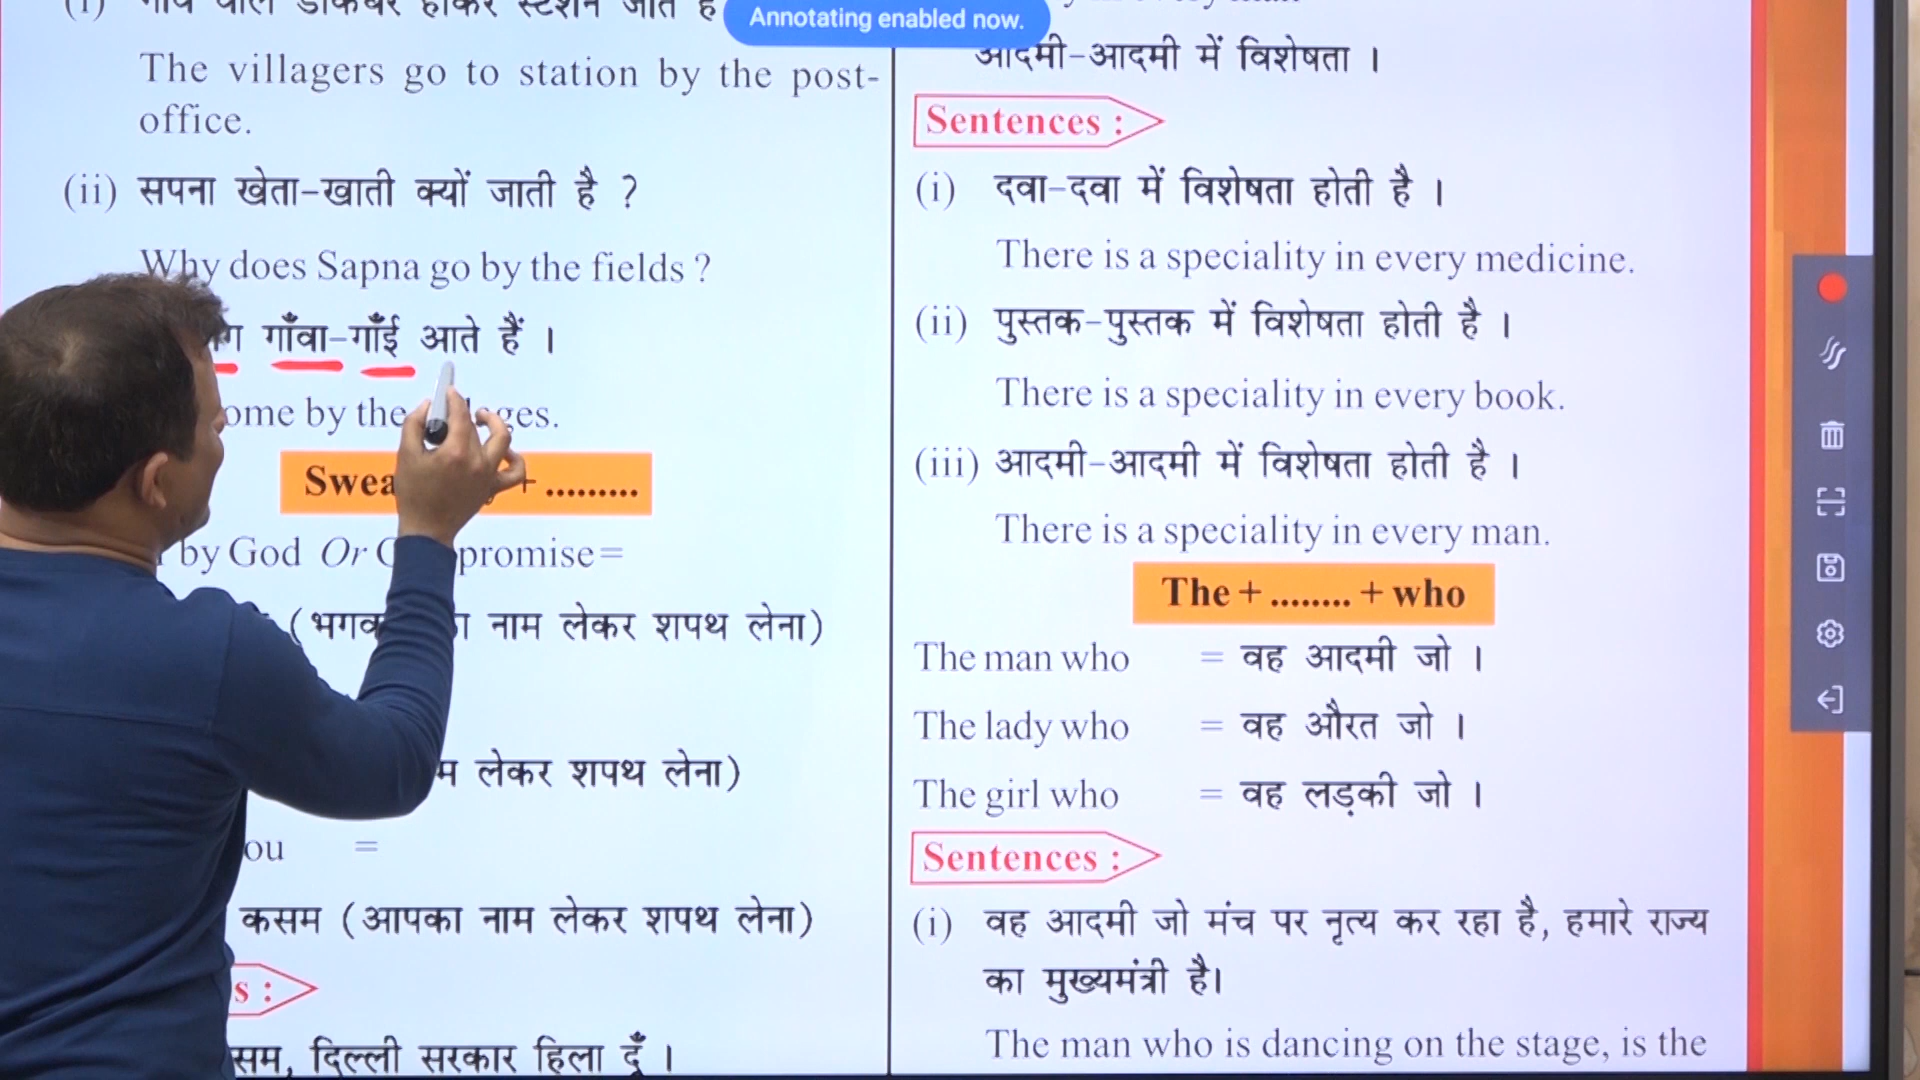 Annotating enabled now.
The villagers go to station by the post-
office.
(ii) सपना खेता-खाती क्यों जाती है ?
Why does Sapna go by the fields ?
गाँवा-गाँई आते हैं ।
ome by the ges.
Swea + .........
by God Or promise=
(भगव नाम लेकर शपथ लेना)
लेकर शपथ लेना)
ou =
कसम (आपका नाम लेकर शपथ लेना)
s :
सम, दिल्ली सरकार हिला दूँ ।
आदमी-आदमी में विशेषता ।
Sentences :
(i) दवा-दवा में विशेषता होती है ।
There is a speciality in every medicine.
(ii) पुस्तक-पुस्तक में विशेषता होती है ।
There is a speciality in every book.
(iii) आदमी-आदमी में विशेषता होती है ।
There is a speciality in every man.
The + ........ + who
The man who = वह आदमी जो ।
The lady who = वह औरत जो ।
The girl who = वह लड़की जो ।
Sentences :
(i) वह आदमी जो मंच पर नृत्य कर रहा है, हमारे राज्य
का मुख्यमंत्री है।
The man who is dancing on the stage, is the